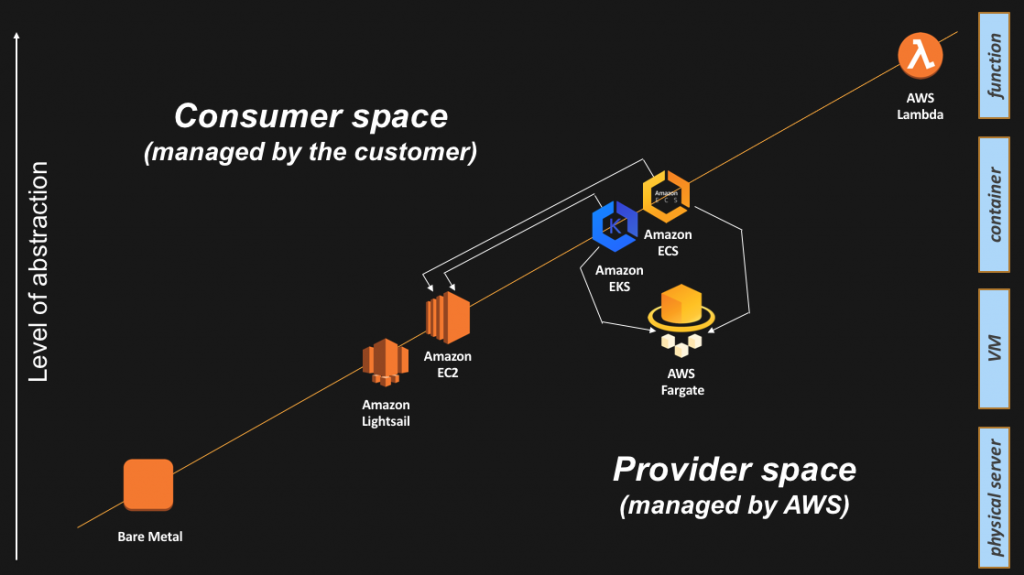 Level of abstraction
Consumer space
(managed by the customer)
AWS
Lambda
Amazon
E C S
Amazon
ECS
K
Amazon
EKS
Amazon
EC2
AWS
Fargate
Amazon
Lightsail
Bare Metal
Provider space
(managed by AWS)
function
container
VM
physical server